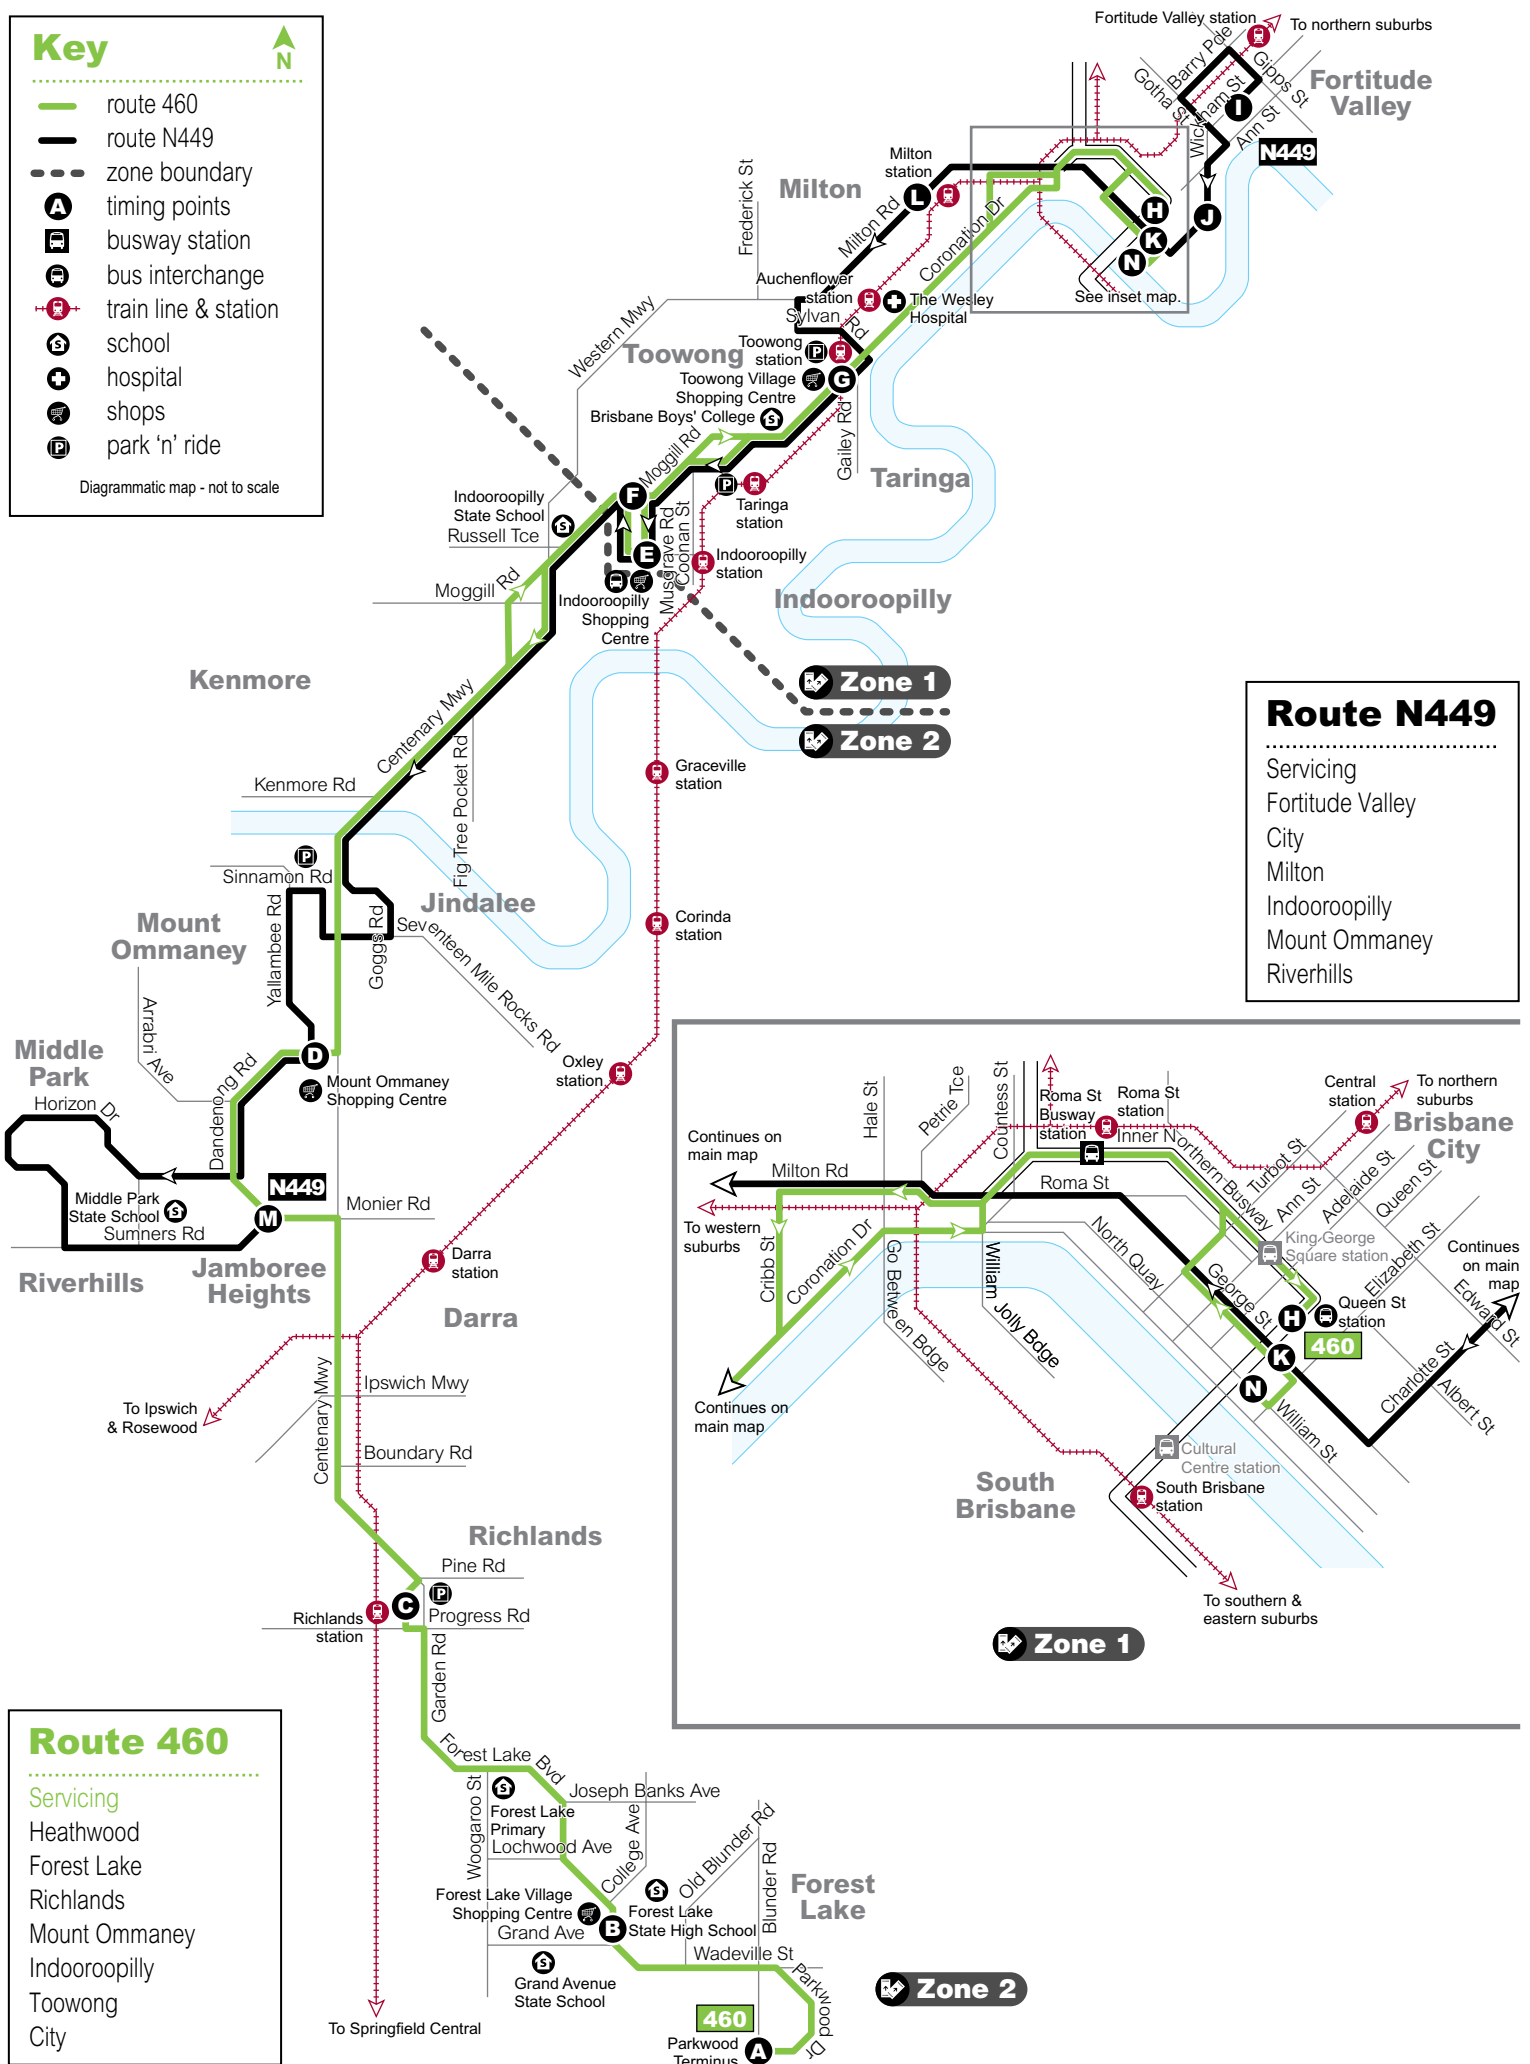 Key
N
route 460
route N449
zone boundary
A
timing points
busway station
bus interchange
train line & station
S
school
hospital
shops
P
park ‘n’ ride
Diagrammatic map - not to scale
Fortitude Valley station
To northern suburbs
Barry Pde
Gotha St
Gipps St
Wickham St
I
Ann St
Fortitude
Valley
N449
Milton
station
Milton
L
Frederick St
Milton Rd
Coronation Dr
H
J
K
N
See inset map.
Auchenflower
station
The Wesley
Hospital
Sylvan Rd
Western Mwy
Toowong
Toowong
station
P
Toowong Village
Shopping Centre
G
Brisbane Boys' College
S
Gailey Rd
Moggill Rd
Taringa
P
Taringa
station
F
Indooroopilly
State School
S
Russell Tce
E
Musgrave Rd
Coonan St
Indooroopilly
station
Moggill Rd
Indooroopilly
Shopping
Centre
Indooroopilly
Kenmore
Zone 1
Zone 2
Centenary Mwy
Fig Tree Pocket Rd
Kenmore Rd
Graceville
station
P
Sinnamon Rd
Yallambee Rd
Goggs Rd
Jindalee
Seventeen Mile Rocks Rd
Corinda
station
Mount
Ommaney
Arrabri Ave
Middle
Park
Horizon Dr
Dandenong Rd
D
Mount Ommaney
Shopping Centre
Oxley
station
N449
Middle Park
State School
S
M
Monier Rd
Sumners Rd
Riverhills
Jamboree
Heights
Darra
station
Darra
To Ipswich
& Rosewood
Centenary Mwy
Ipswich Mwy
Boundary Rd
Richlands
Pine Rd
P
C
Richlands
station
Progress Rd
Garden Rd
Forest Lake Bvd
Woogaroo St
S
Forest Lake
Primary
Joseph Banks Ave
Lochwood Ave
College Ave
Old Blunder Rd
Blunder Rd
Forest
Lake
Forest Lake Village
Shopping Centre
S
B
Forest Lake
State High School
Grand Ave
Wadeville St
S
Grand Avenue
State School
Parkwood Dr
Zone 2
460
Parkwood
Terminus
A
To Springfield Central
Route N449
Servicing
Fortitude Valley
City
Milton
Indooroopilly
Mount Ommaney
Riverhills
Hale St
Petrie Tce
Countess St
Roma St
Busway
station
Roma St
station
Central
station
To northern
suburbs
Brisbane
City
Continues on
main map
Milton Rd
Inner Northern Busway
Turbot St
Ann St
Adelaide St
Queen St
Roma St
To western
suburbs
Cribb St
Coronation Dr
Go Between Bdge
William Jolly Bdge
North Quay
King George
Square station
George St
Elizabeth St
Continues
on main
map
Edward St
H
Queen St
station
460
K
N
Charlotte St
Albert St
William St
Continues on
main map
Cultural
Centre station
South
Brisbane
South Brisbane
station
To southern &
eastern suburbs
Zone 1
Route 460
Servicing
Heathwood
Forest Lake
Richlands
Mount Ommaney
Indooroopilly
Toowong
City